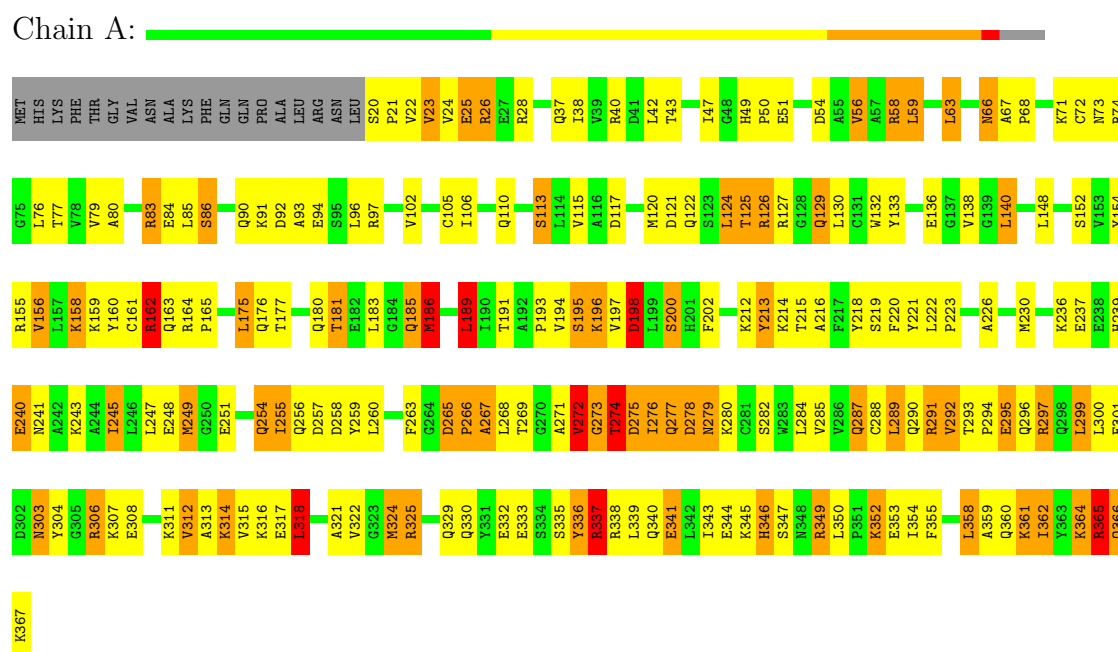 Chain A:
MET HIS LYS PHE THR GLY VAL ASN ALA LYS PHE GLN GLN PRO ALA LEU ARG ASN LEU S20 P21 V22 V23 V24 E25 R26 E27 R28 Q37 I38 V39 R40 D41 L42 T43 I47 G48 H49 P50 E51 D54 A55 V56 A57 R58 L59 L63 N66 A67 P68 K71 C72 N73
G75 L76 T77 V78 V79 A80 R83 E84 L85 S86 Q90 K91 D92 A93 E94 S95 L96 R97 V102 C105 I106 Q110 S113 L114 V115 A116 D117 M120 D121 Q122 S123 L124 T125 R126 R127 G128 Q129 L130 C131 W132 Y133 E136 G137 V138 G139 L140 L148 S152 V153 Y154
R155 V156 L157 K158 K159 Y160 C161 R162 Q163 R164 P165 L175 Q176 T177 Q180 T181 E182 L183 G184 Q185 M186 L189 I190 T191 A192 P193 V194 S195 K196 V197 D198 L199 S200 H201 F202 K212 Y213 K214 T215 A216 F217 Y218 S219 F220 Y221 L222 P223 A226 M230 K236 E237 E238 H239
E240 N241 A242 K243 A244 I245 L246 L247 E248 M249 G250 E251 Q254 I255 Q256 D257 D258 Y259 L260 F263 G264 D265 P266 A267 L268 T269 G270 A271 V272 G273 T274 D275 I276 Q277 D278 N279 K280 C281 S282 W283 L284 V285 V286 Q287 C288 L289 Q290 R291 V292 T293 P294 E295 Q296 R297 Q298 L299 L300 E301
D302 N303 Y304 G305 R306 K307 E308 K311 V312 A313 K314 V315 K316 E317 L318 A321 V322 G323 M324 R325 Q329 Q330 Y331 E332 E333 S334 S335 Y336 R337 R338 L339 Q340 E341 L342 I343 E344 K345 H346 S347 N348 R349 L350 P351 K352 E353 I354 F355 L358 A359 Q360 K361 I362 Y363 K364 R365 Q366
K367